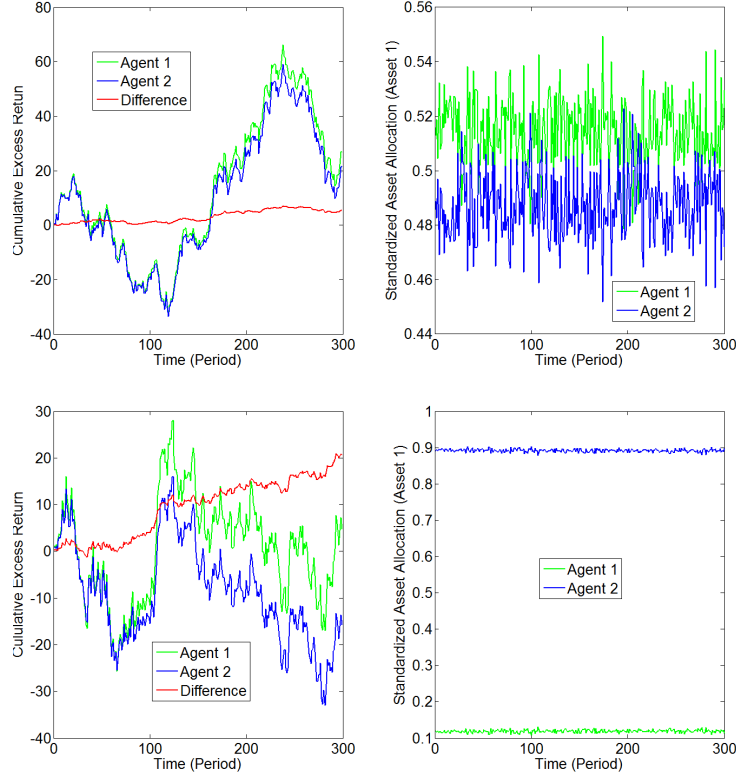 80
60
40
20
0
-20
-40
0
100
200
300
Cumulative Excess Retun
Time (Period)
Agent 1
Agent 2
Difference
0.56
0.54
0.52
0.5
0.48
0.46
0.44
0
100
200
300
Standardized Asset Allocation (Asset 1)
Time (Period)
Agent 1
Agent 2
30
20
10
0
-10
-20
-30
-40
0
100
200
300
Cululative Excess Return
Time (Period)
Agent 1
Agent 2
Difference
1
0.9
0.8
0.7
0.6
0.5
0.4
0.3
0.2
0.1
0
100
200
300
Standardized Asset Allocation (Asset 1)
Time (Period)
Agent 1
Agent 2